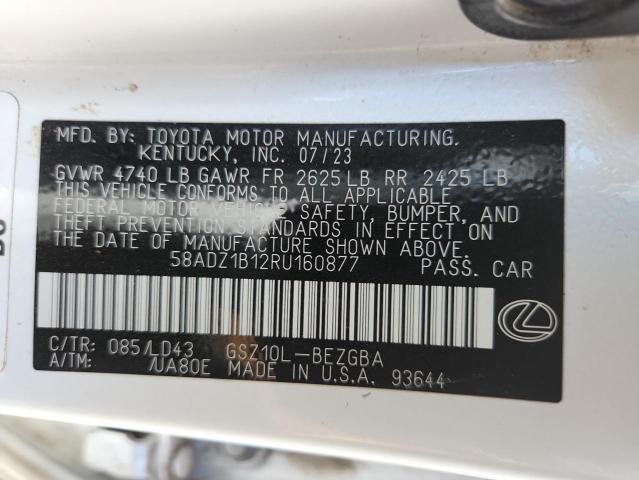 MFD. BY: TOYOTA MOTOR MANUFACTURING.
KENTUCKY, INC. 07/23
GVWR 4740 LB GAWR FR 2625 LB RR 2425 LB
THIS VEHICLE CONFORMS TO ALL APPLICABLE
FEDERAL MOTOR VEHICLE SAFETY, BUMPER, AND
THEFT PREVENTION STANDARDS IN EFFECT ON
THE DATE OF MANUFACTURE SHOWN ABOVE.
58ADZ1B12RU160877 PASS. CAR
C/TR: 085/LD43 GSZ10L-BEZGBA
A/TM: /UA80E MADE IN U.S.A. 93644